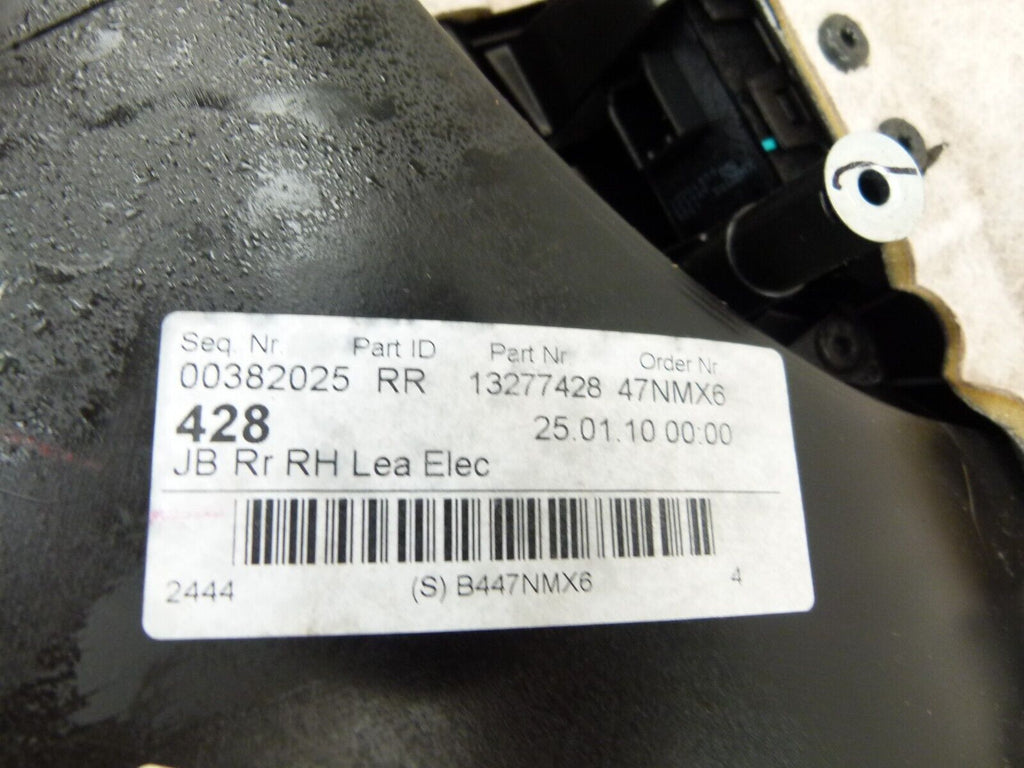 Seq. Nr. Part ID Part Nr Order Nr
00382025 RR 13277428 47NMX6
428 25.01.10 00:00
JB Rr RH Lea Elec
2444 (S) B447NMX6 4